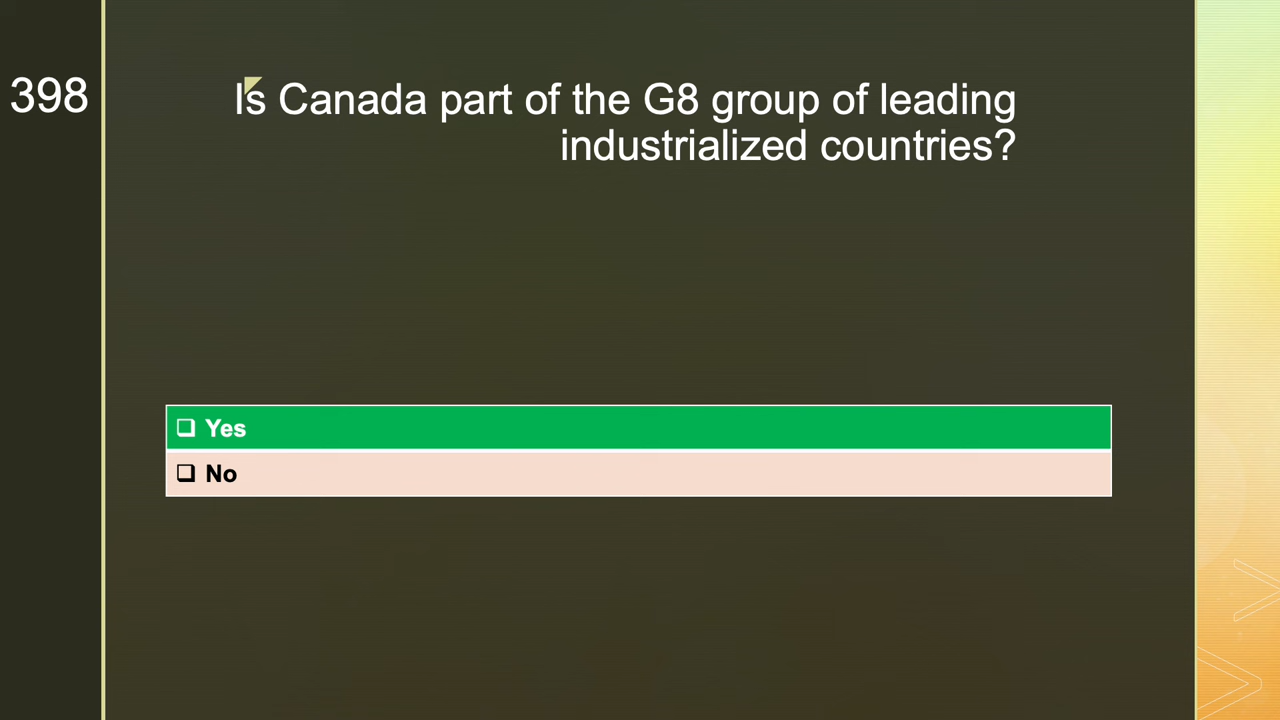 398
Is Canada part of the G8 group of leading
industrialized countries?
❑ Yes
❑ No